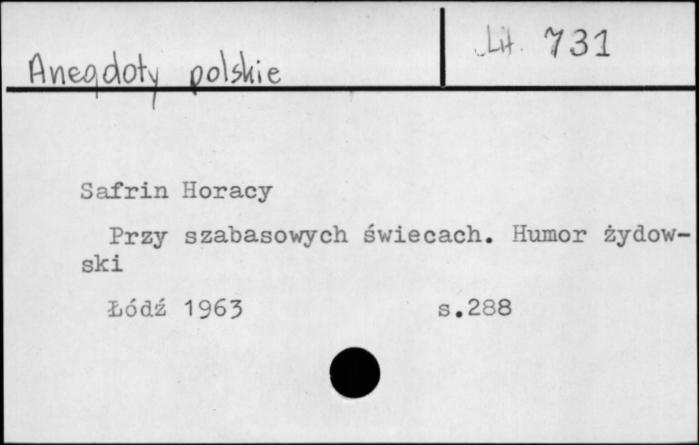 Anegdoty polskie
Lit. 731
Safrin Horacy
Przy szabasowych świecach. Humor żydow-
ski
Łódź 1963 s.288